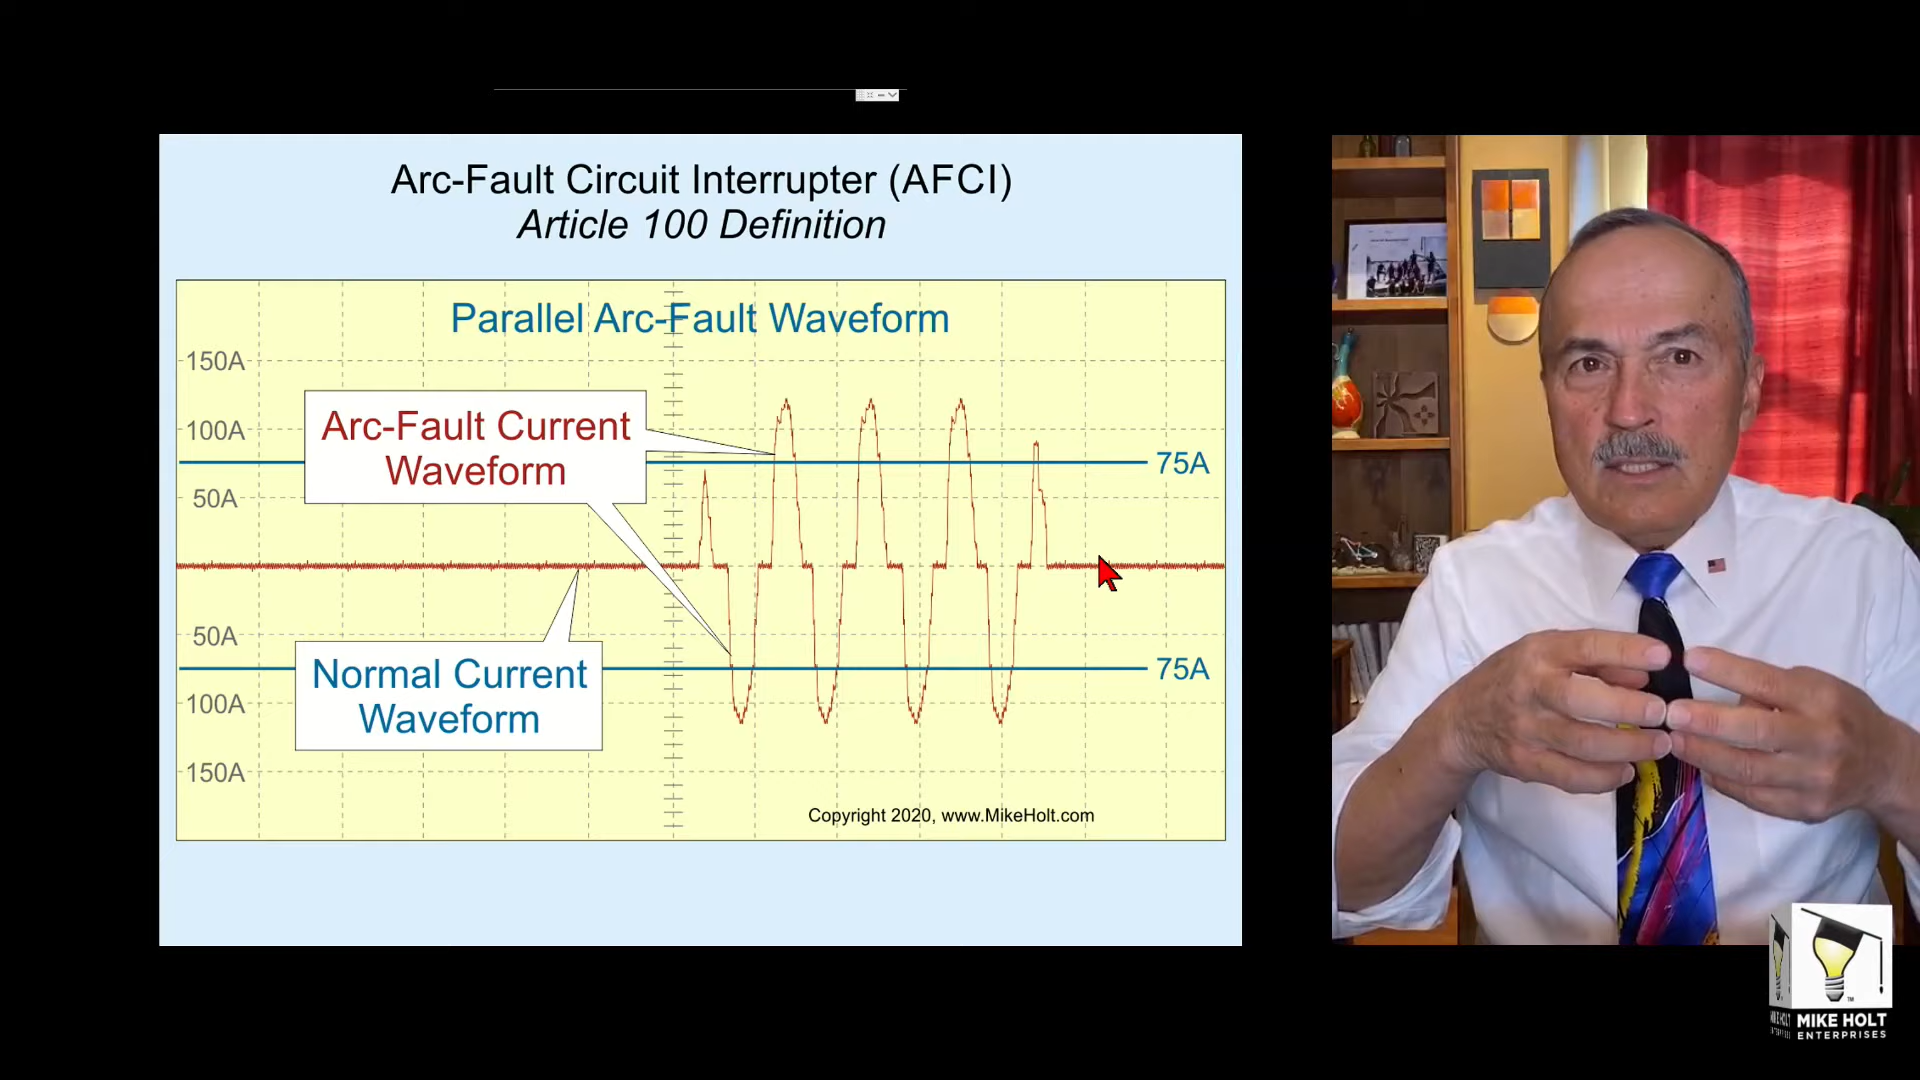 Arc-Fault Circuit Interrupter (AFCI)
Article 100 Definition
Parallel Arc-Fault Waveform
150A
100A
50A
50A
100A
150A
Arc-Fault Current
Waveform
75A
75A
Normal Current
Waveform
Copyright 2020, www.MikeHolt.com
TM
MIKE HOLT
ENTERPRISES